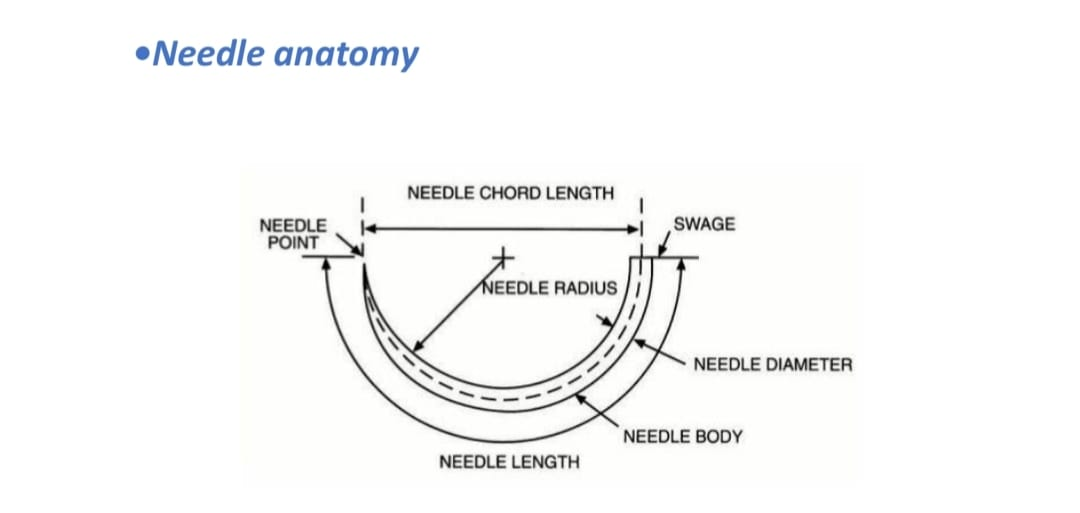 •Needle anatomy
NEEDLE CHORD LENGTH
NEEDLE
POINT
SWAGE
NEEDLE RADIUS
NEEDLE DIAMETER
NEEDLE BODY
NEEDLE LENGTH